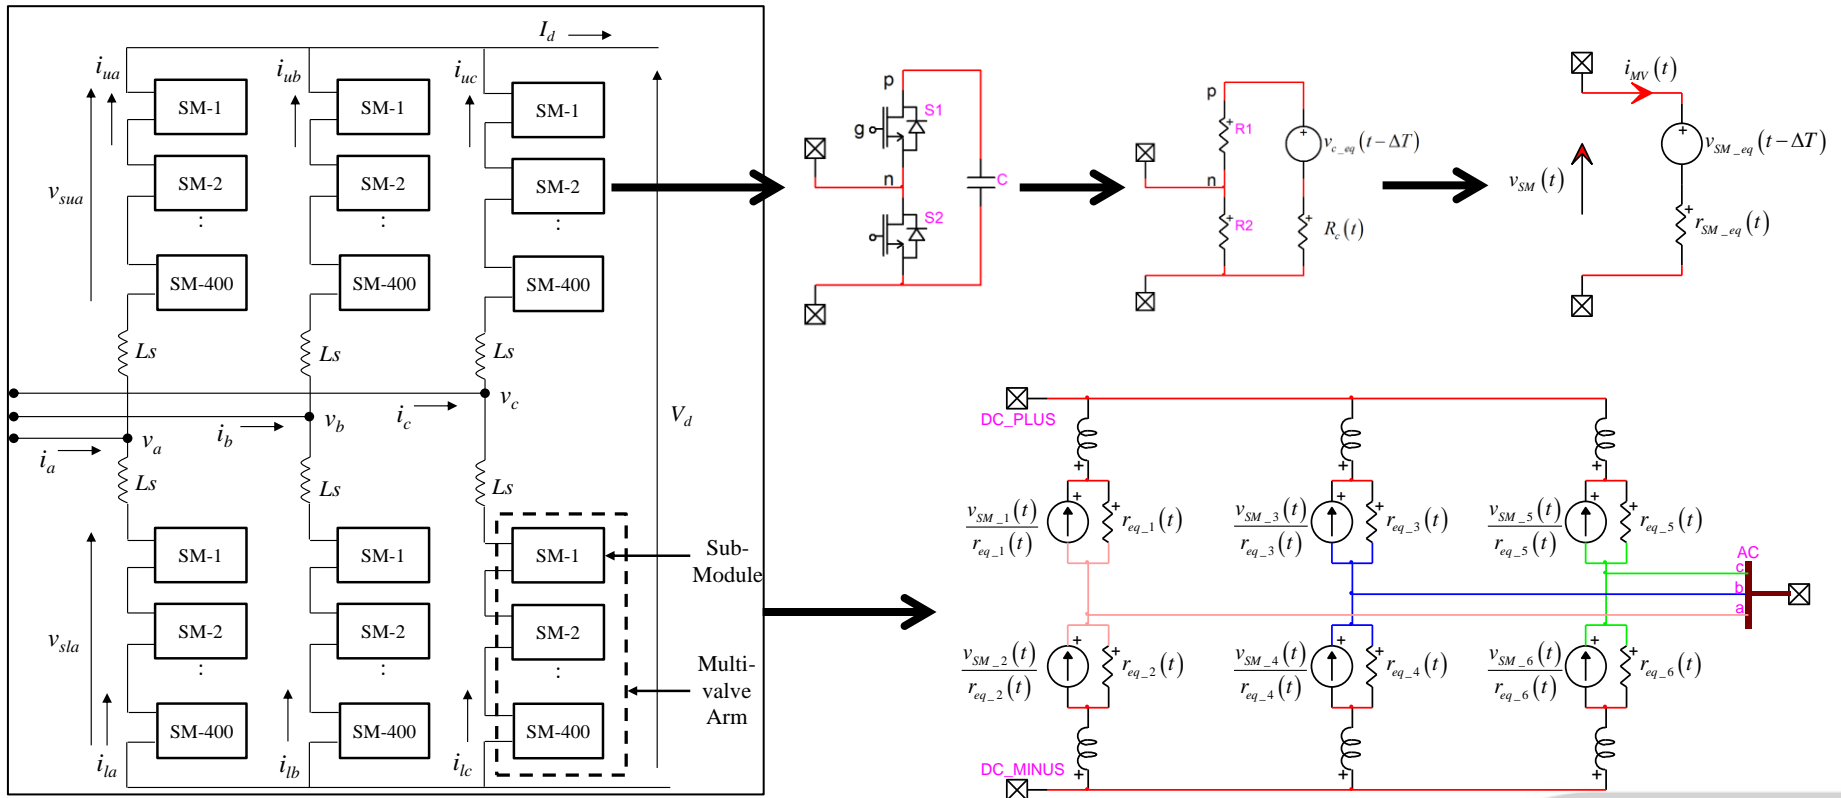 I_d
i_ua
i_ub
i_uc
SM-1
SM-1
SM-1
v_sua
SM-2
SM-2
SM-2
:
:
:
SM-400
SM-400
SM-400
Ls
Ls
Ls
v_c
i_c
v_b
i_b
v_a
i_a
V_d
Ls
Ls
Ls
SM-1
SM-1
SM-1
v_sla
SM-2
SM-2
SM-2
:
:
:
SM-400
SM-400
SM-400
i_la
i_lb
i_lc
Sub-
Module
Multi-
valve
Arm
p
S1
g
n
C
S2
p
R1
+
v_c_eq(t−ΔT)
+
n
R2
+
R_c(t)
+
i_MV(t)
v_SM(t)
+
v_SM_eq(t−ΔT)
+
r_SM_eq(t)
DC_PLUS
+
+
+
v_SM_1(t)
r_eq_1(t)
+
+
r_eq_1(t)
v_SM_3(t)
r_eq_3(t)
+
+
r_eq_3(t)
v_SM_5(t)
r_eq_5(t)
+
+
r_eq_5(t)
AC
c
b
a
v_SM_2(t)
r_eq_2(t)
+
+
r_eq_2(t)
v_SM_4(t)
r_eq_4(t)
+
+
r_eq_4(t)
v_SM_6(t)
r_eq_6(t)
+
+
r_eq_6(t)
+
+
+
DC_MINUS